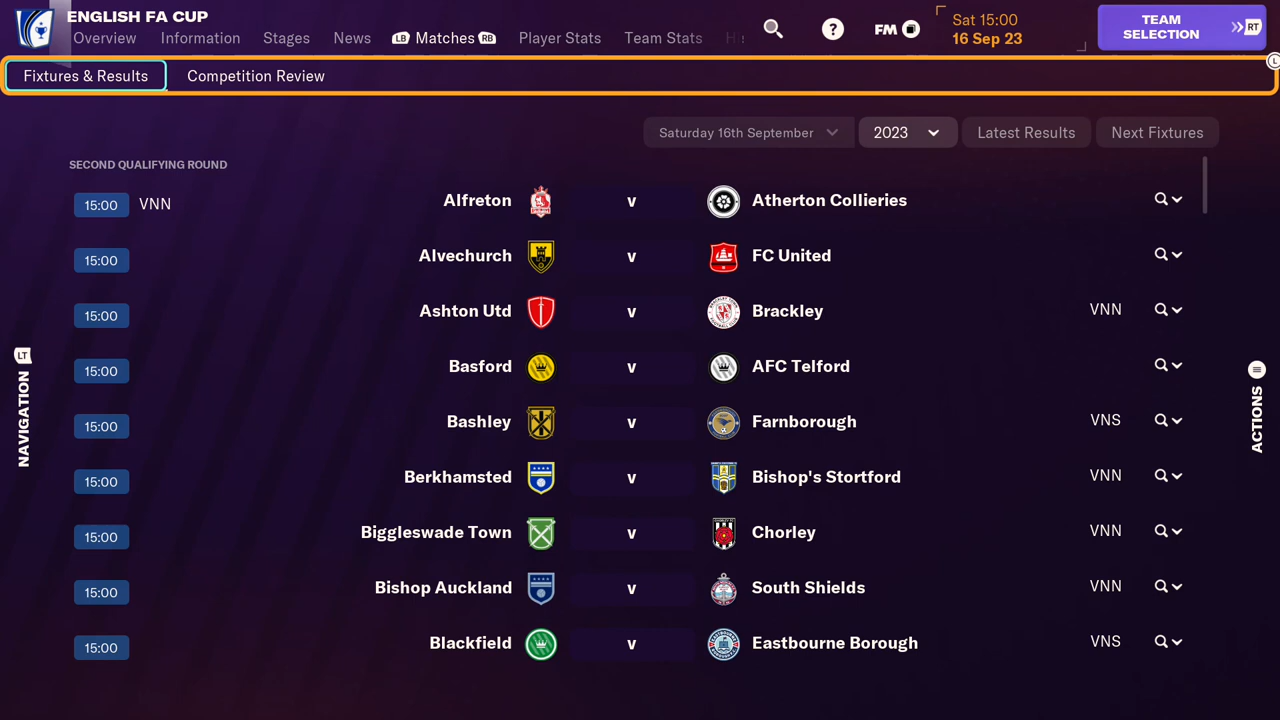 ENGLISH FA CUP
Overview Information Stages News LB Matches RB Player Stats Team Stats
? FM Sat 15:00
16 Sep 23
TEAM SELECTION RT
Fixtures & Results Competition Review L
Saturday 16th September 2023 Latest Results Next Fixtures
SECOND QUALIFYING ROUND
15:00 VNN Alfreton v Atherton Collieries
15:00 Alvechurch v FC United
15:00 Ashton Utd v Brackley VNN
15:00 Basford v AFC Telford
15:00 Bashley v Farnborough VNS
15:00 Berkhamsted v Bishop's Stortford VNN
15:00 Biggleswade Town v Chorley VNN
15:00 Bishop Auckland v South Shields VNN
15:00 Blackfield v Eastbourne Borough VNS
LT NAVIGATION
ACTIONS